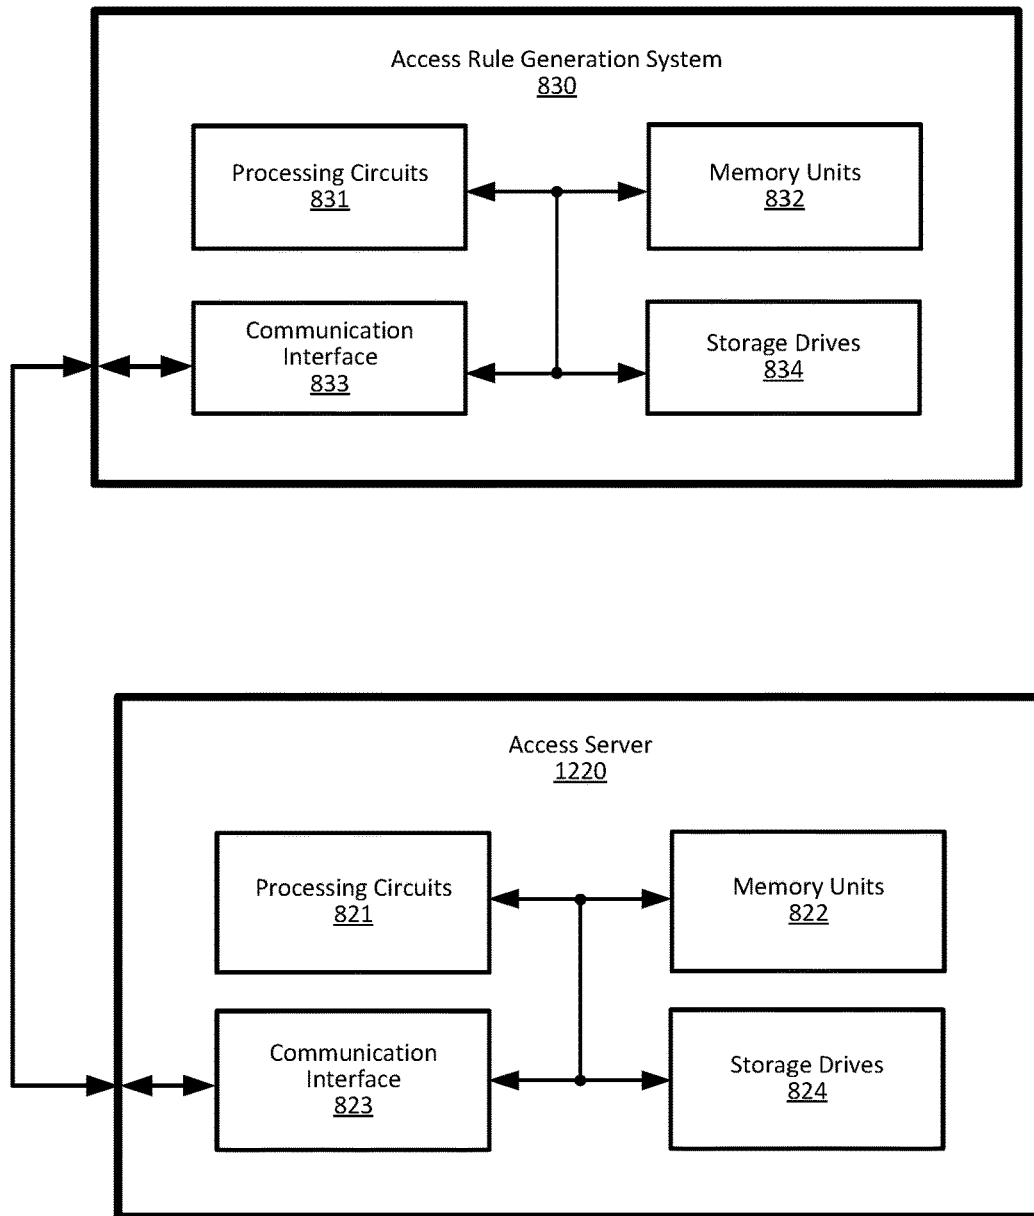 Access Rule Generation System
830
Processing Circuits
831
Memory Units
832
Communication
Interface
833
Storage Drives
834
Access Server
1220
Processing Circuits
821
Memory Units
822
Communication
Interface
823
Storage Drives
824